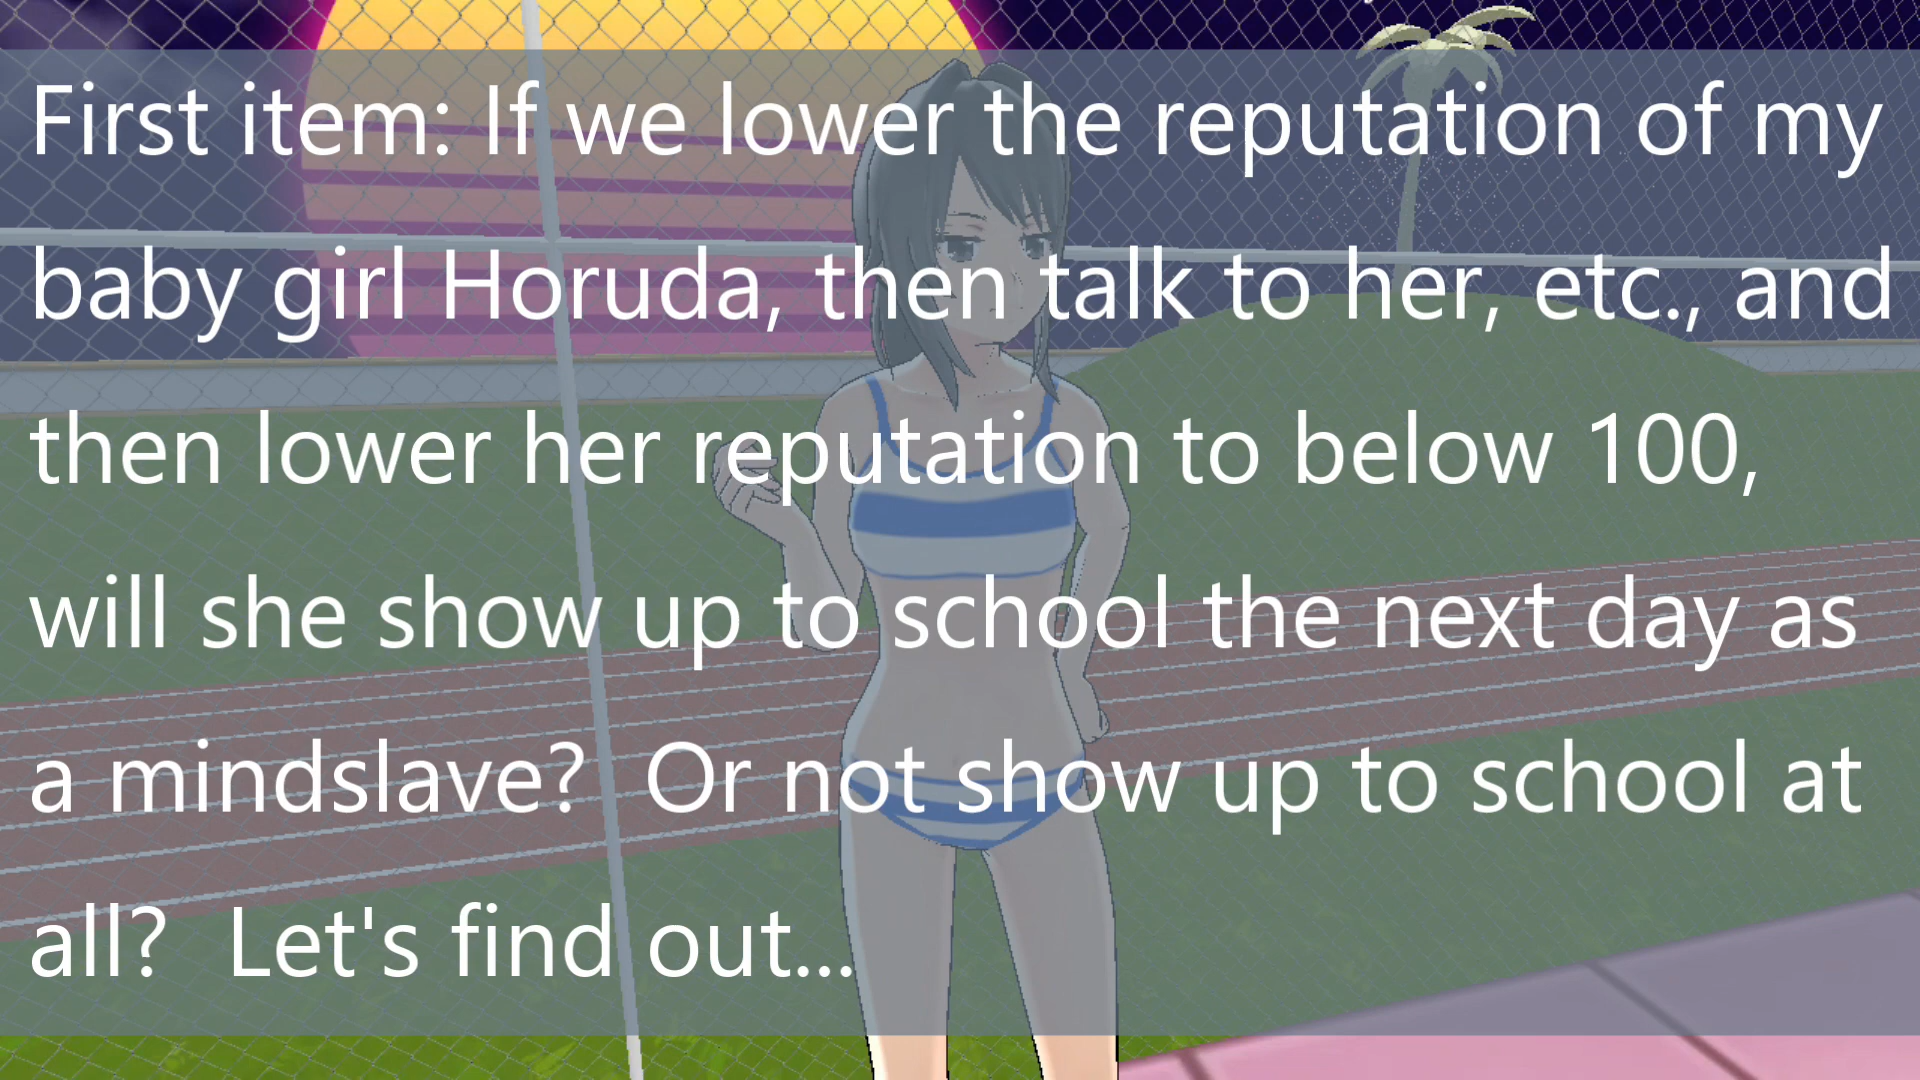 First item: If we lower the reputation of my
baby girl Horuda, then talk to her, etc., and
then lower her reputation to below 100,
will she show up to school the next day as
a mindslave?  Or not show up to school at
all?  Let's find out...